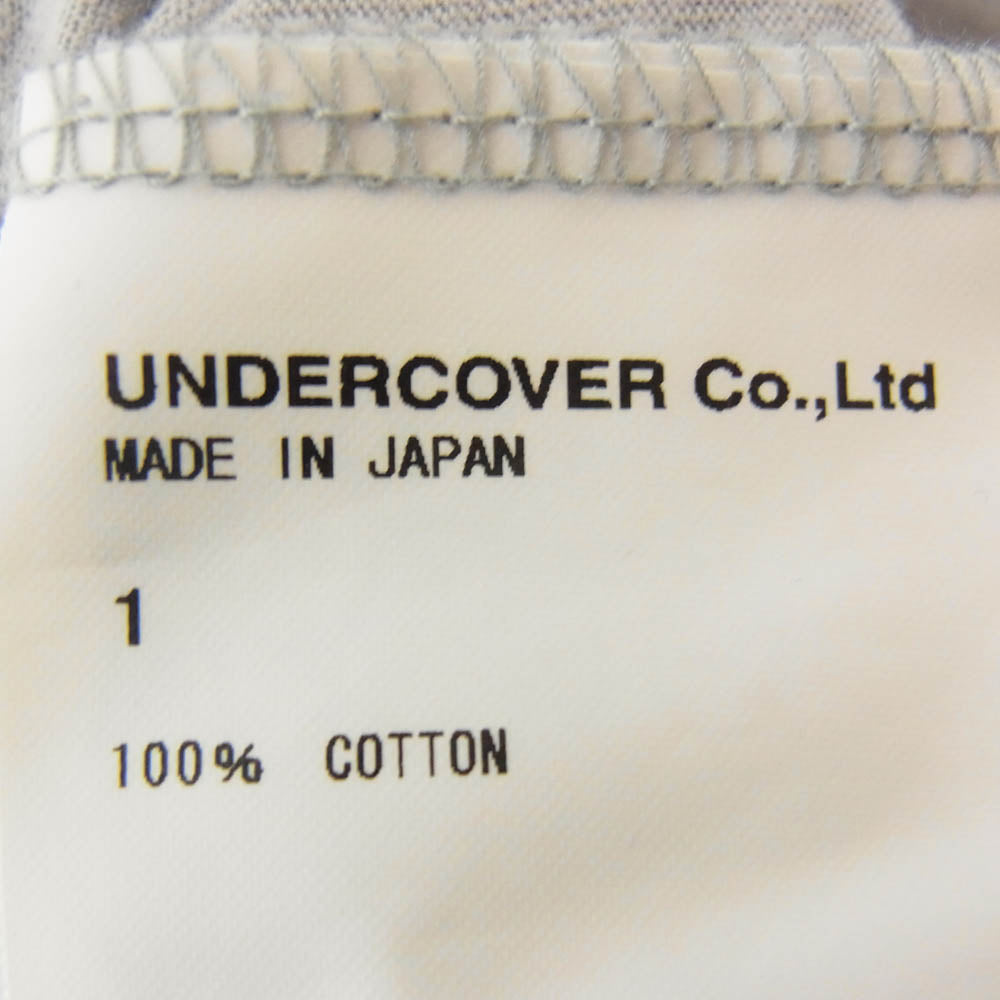 UNDERCOVER Co.,Ltd
MADE IN JAPAN
1
100% COTTON